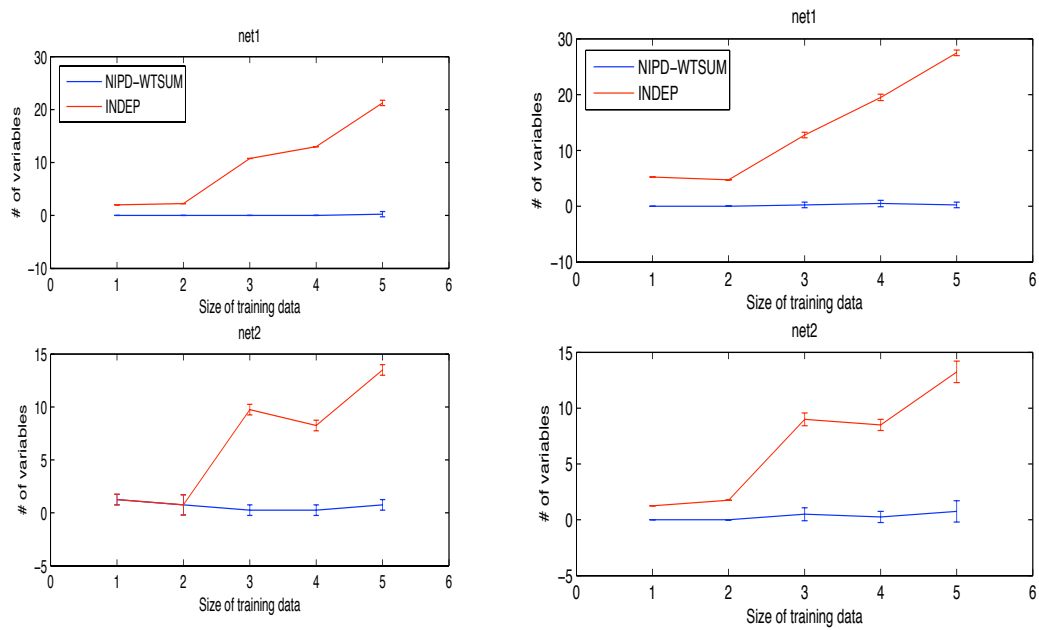 net1
30
20
10
0
−10
# of variables
NIPD-WTSUM
INDEP
0 1 2 3 4 5 6
Size of training data
net1
30
20
10
0
−10
# of variables
NIPD-WTSUM
INDEP
0 1 2 3 4 5 6
Size of training data
net2
15
10
5
0
−5
# of variables
0 1 2 3 4 5 6
Size of training data
net2
15
10
5
0
−5
# of variables
0 1 2 3 4 5 6
Size of training data